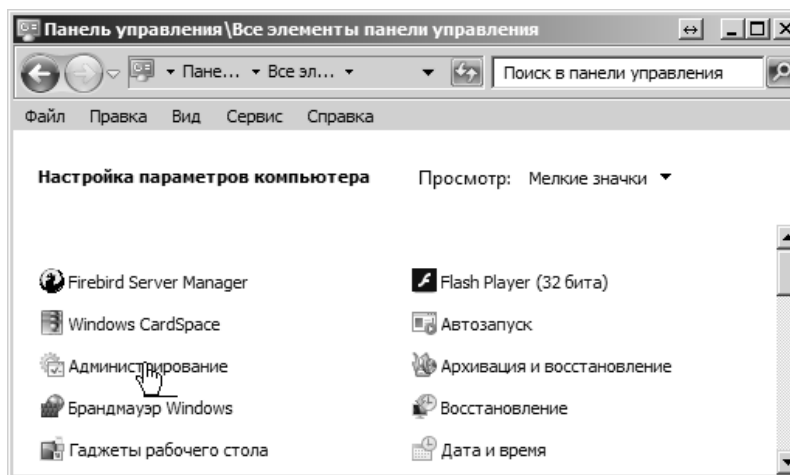 Панель управления\Все элементы панели управления
Пане... Все эл... Поиск в панели управления
Файл Правка Вид Сервис Справка
Настройка параметров компьютера Просмотр: Мелкие значки
Firebird Server Manager Flash Player (32 бита)
Windows CardSpace Автозапуск
Администрирование Архивация и восстановление
Брандмауэр Windows Восстановление
Гаджеты рабочего стола Дата и время